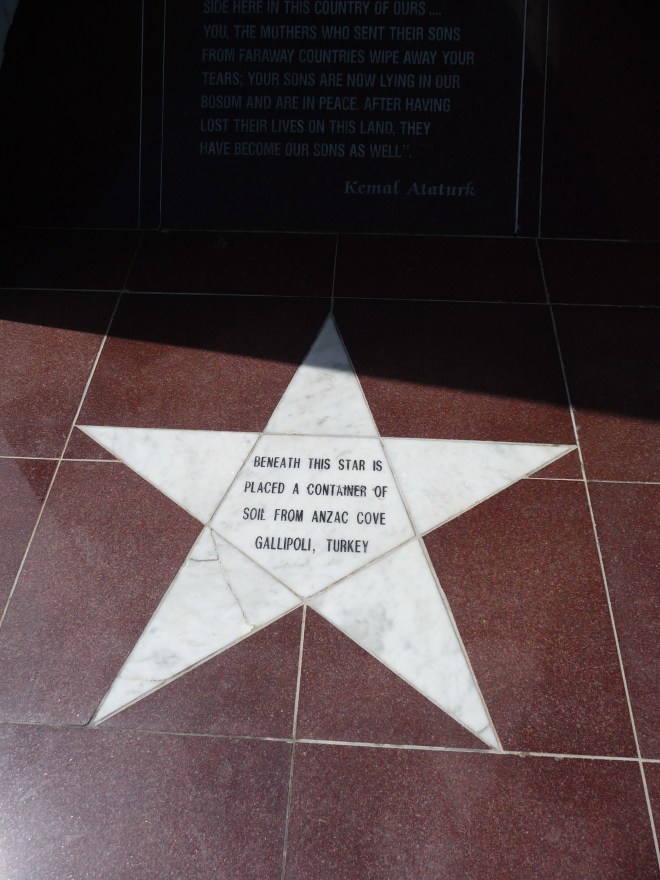 SIDE HERE IN THIS COUNTRY OF OURS ....
YOU, THE MOTHERS WHO SENT THEIR SONS
FROM FARAWAY COUNTRIES WIPE AWAY YOUR
TEARS; YOUR SONS ARE NOW LYING IN OUR
BOSOM AND ARE IN PEACE. AFTER HAVING
LOST THEIR LIVES ON THIS LAND, THEY
HAVE BECOME OUR SONS AS WELL".
Kemal Ataturk
BENEATH THIS STAR IS
PLACED A CONTAINER OF
SOIL FROM ANZAC COVE
GALLIPOLI, TURKEY